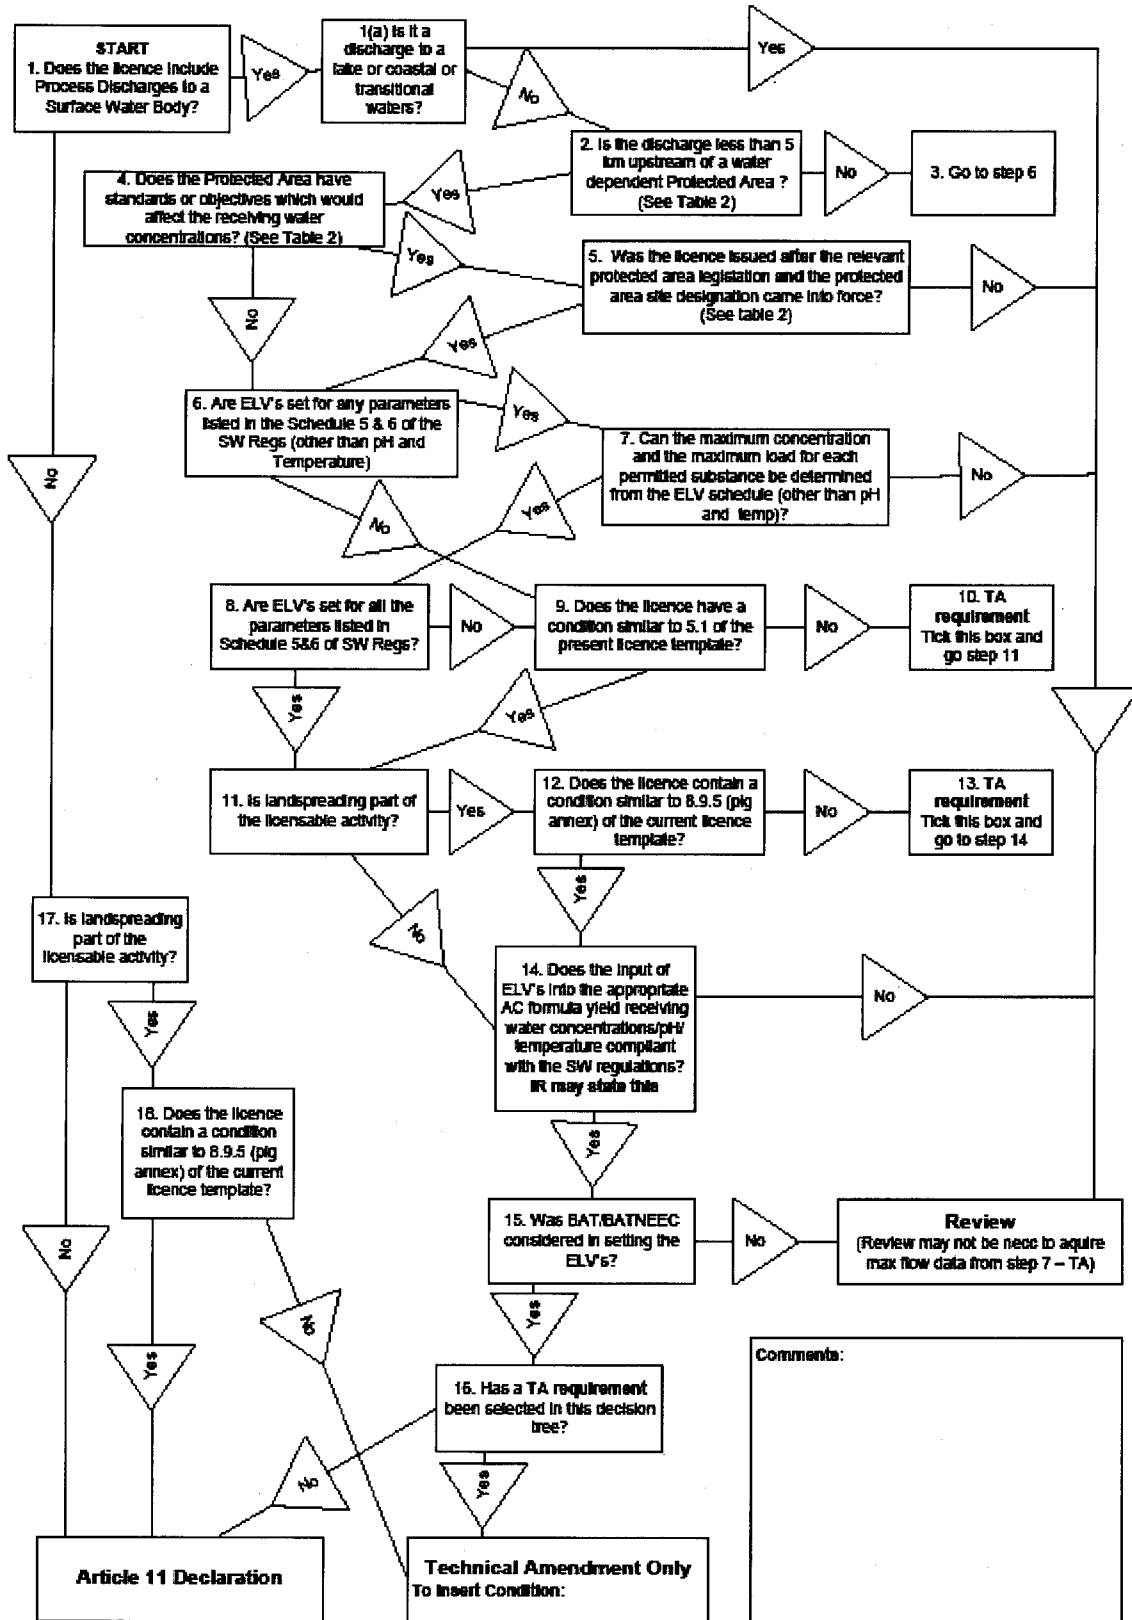 START
1. Does the licence include
Process Discharges to a
Surface Water Body?
Yes
1(a) Is it a
discharge to a
lake or coastal or
transitional
waters?
Yes
No
2. Is the discharge less than 5
km upstream of a water
dependent Protected Area ?
(See Table 2)
No
3. Go to step 6
Yes
4. Does the Protected Area have
standards or objectives which would
affect the receiving water
concentrations? (See Table 2)
Yes
5. Was the licence issued after the relevant
protected area legislation and the protected
area site designation came into force?
(See table 2)
No
No
Yes
6. Are ELV's set for any parameters
listed in the Schedule 5 & 6 of the
SW Regs (other than pH and
Temperature)
Yes
7. Can the maximum concentration
and the maximum load for each
permitted substance be determined
from the ELV schedule (other than pH
and temp)?
No
No
No
Yes
8. Are ELV's set for all the
parameters listed in
Schedule 5&6 of SW Regs?
No
9. Does the licence have a
condition similar to 5.1 of the
present licence template?
No
10. TA
requirement
Tick this box and
go step 11
Yes
Yes
11. Is landspreading part of
the licensable activity?
Yes
12. Does the licence contain a
condition similar to 8.9.5 (pig
annex) of the current licence
template?
No
13. TA
requirement
Tick this box and
go to step 14
Yes
No
17. Is landspreading
part of the
licensable activity?
14. Does the input of
ELV's into the appropriate
AC formula yield receiving
water concentrations/pH/
temperature compliant
with the SW regulations?
IR may state this
No
Yes
18. Does the licence
contain a condition
similar to 8.9.5 (pig
annex) of the current
licence template?
Yes
15. Was BAT/BATNEEC
considered in setting the
ELV's?
No
Review
(Review may not be necc to aquire
max flow data from step 7 – TA)
No
Yes
No
Yes
Comments:
16. Has a TA requirement
been selected in this decision
tree?
No
Yes
Article 11 Declaration
Technical Amendment Only
To Insert Condition: